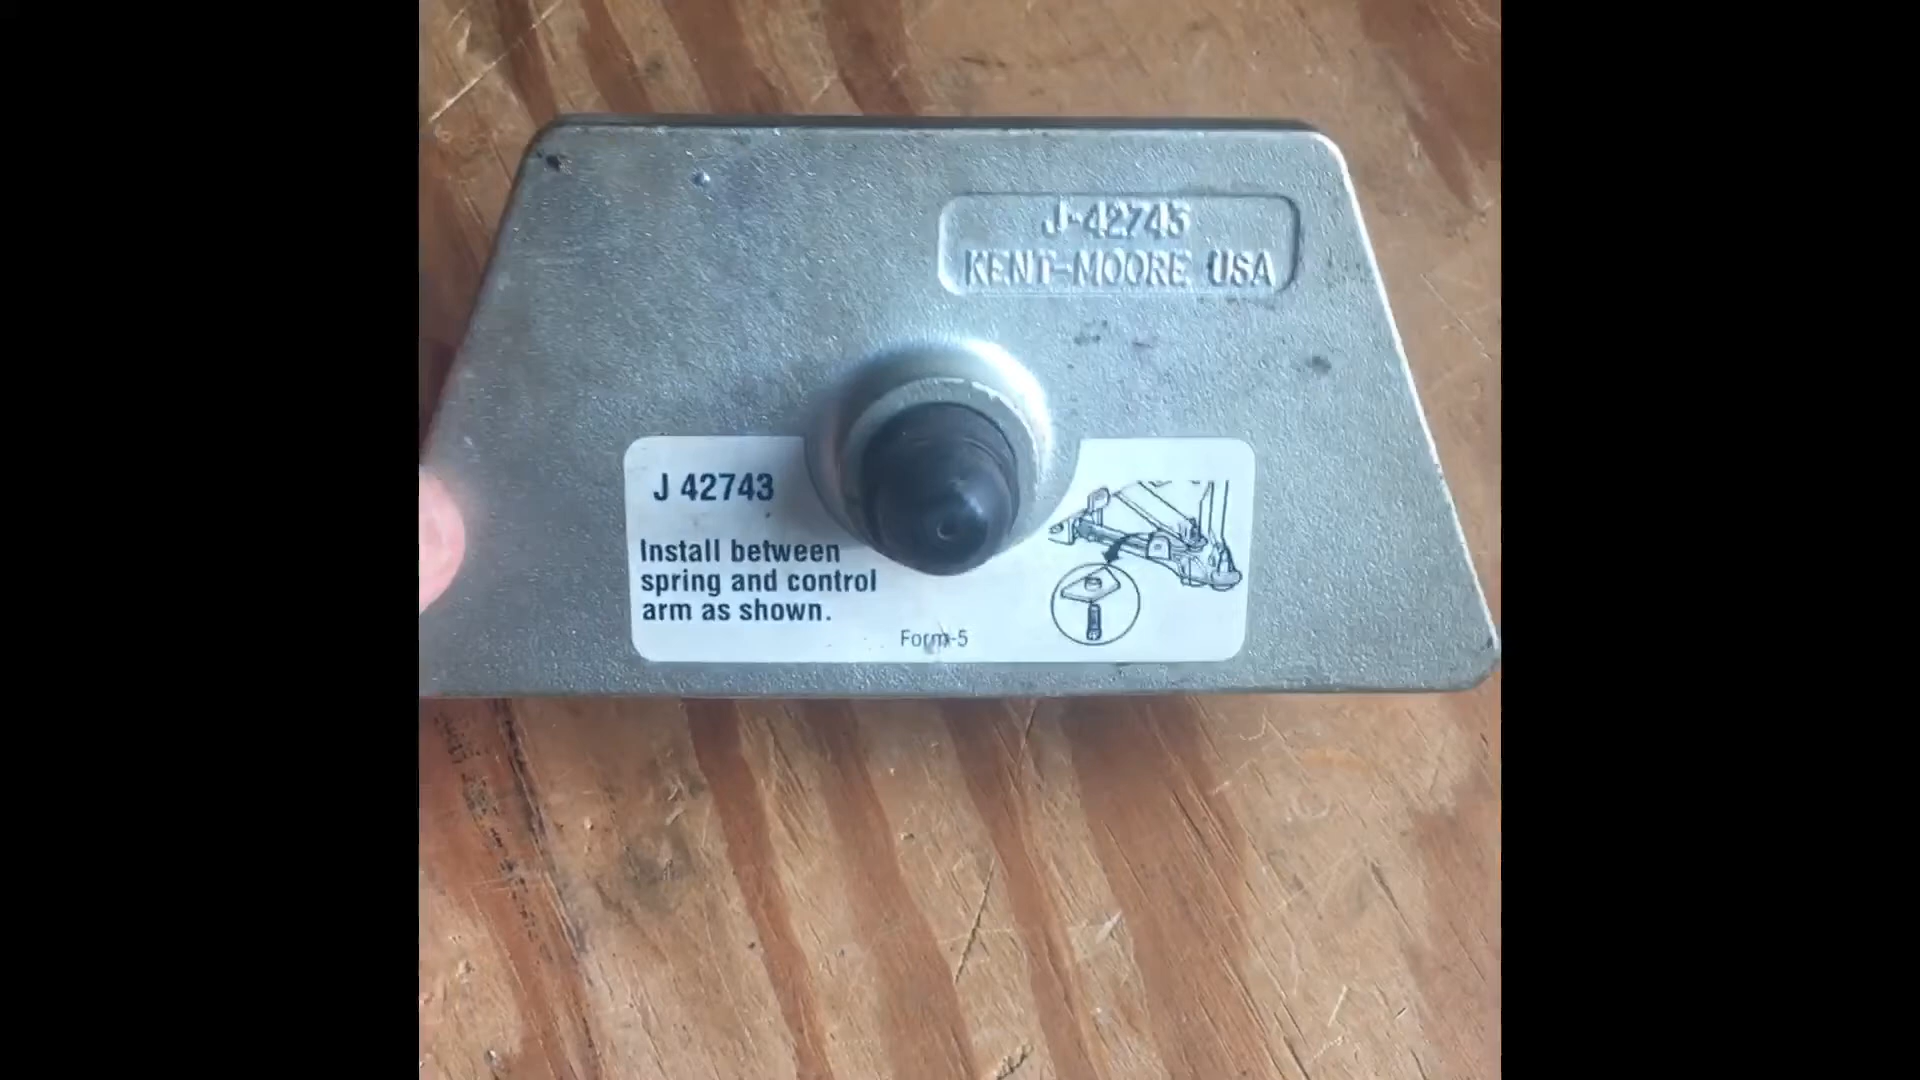 J-42743
KENT-MOORE USA
J 42743
Install between
spring and control
arm as shown.
Form-5